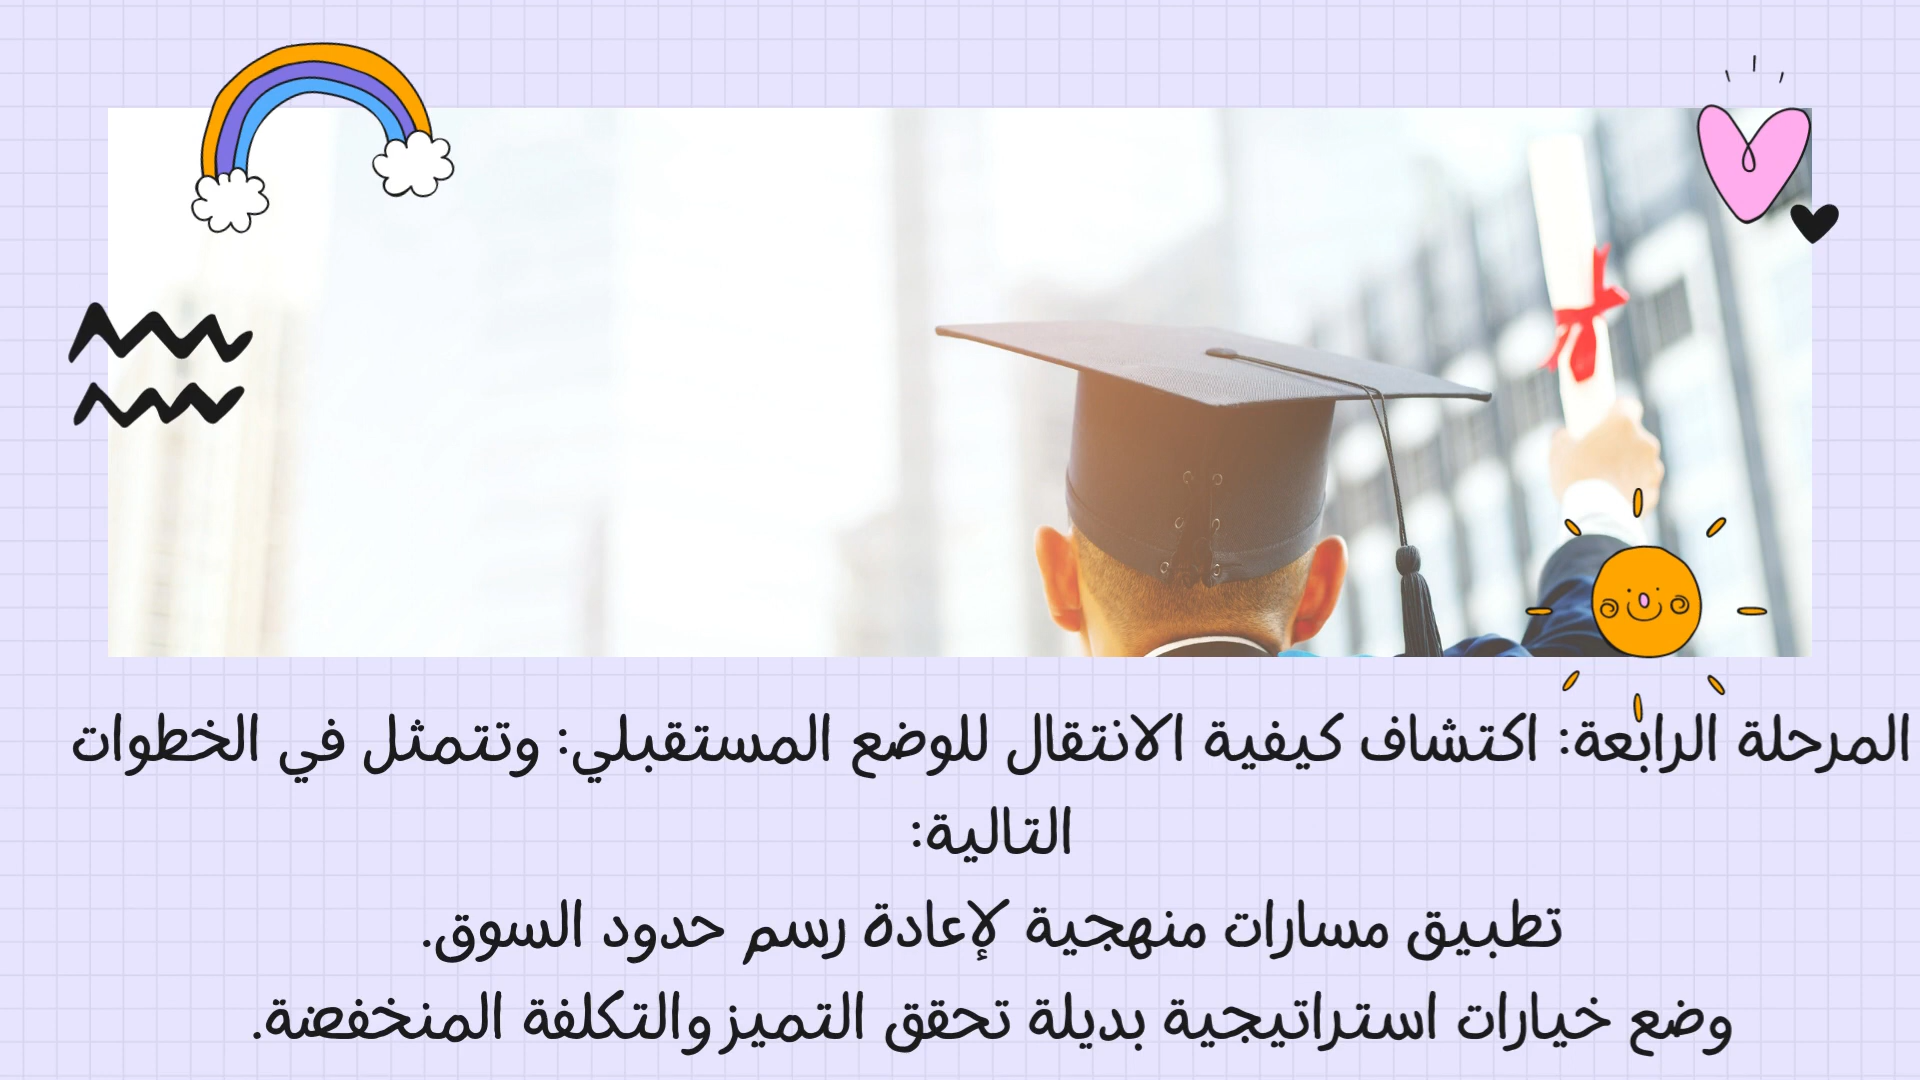 المرحلة الرابعة: اكتشاف كيفية الانتقال للوضع المستقبلي: وتتمثل في الخطوات
التالية:
تطبيق مسارات منهجية لإعادة رسم حدود السوق.
وضع خيارات استراتيجية بديلة تحقق التميز والتكلفة المنخفضة.